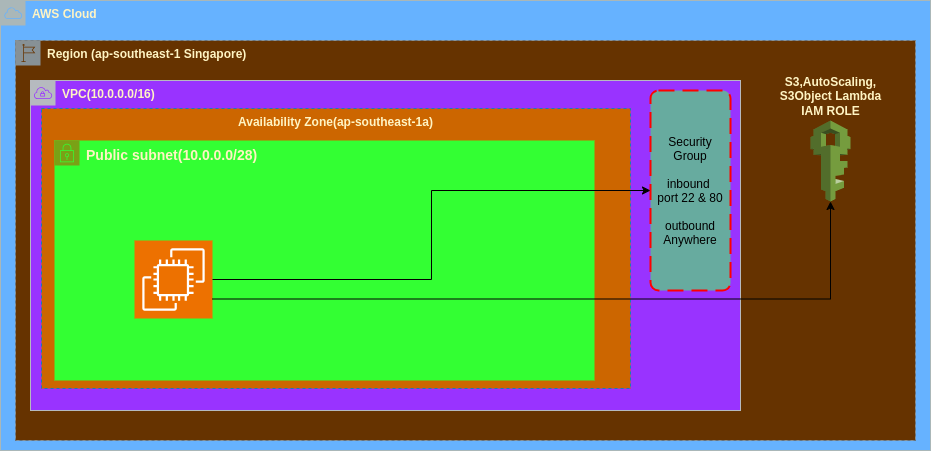 AWS Cloud
Region (ap-southeast-1 Singapore)
VPC(10.0.0.0/16)
Availability Zone(ap-southeast-1a)
Public subnet(10.0.0.0/28)
Security
Group
inbound
port 22 & 80
outbound
Anywhere
S3,AutoScaling,
S3Object Lambda
IAM ROLE